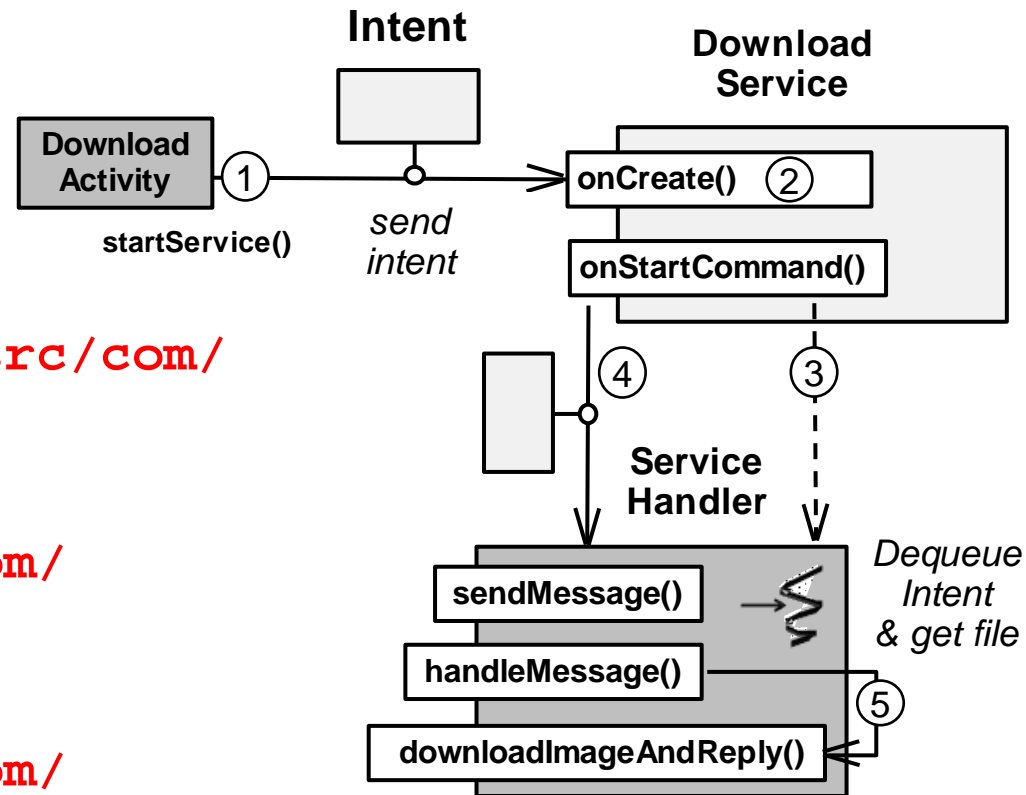 Intent
Download
Service
Download
Activity
1
onCreate() 2
send
intent
startService()
onStartCommand()
rc/com/
4
3
Service
Handler
om/
Dequeue
Intent
& get file
sendMessage()
handleMessage()
5
downloadImageAndReply()
om/